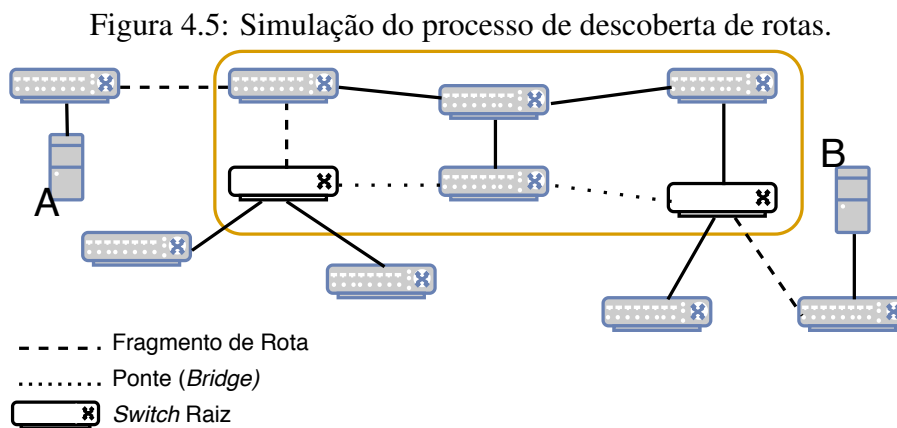 Figura 4.5: Simulação do processo de descoberta de rotas.
A
B
Fragmento de Rota
Ponte (Bridge)
Switch Raiz